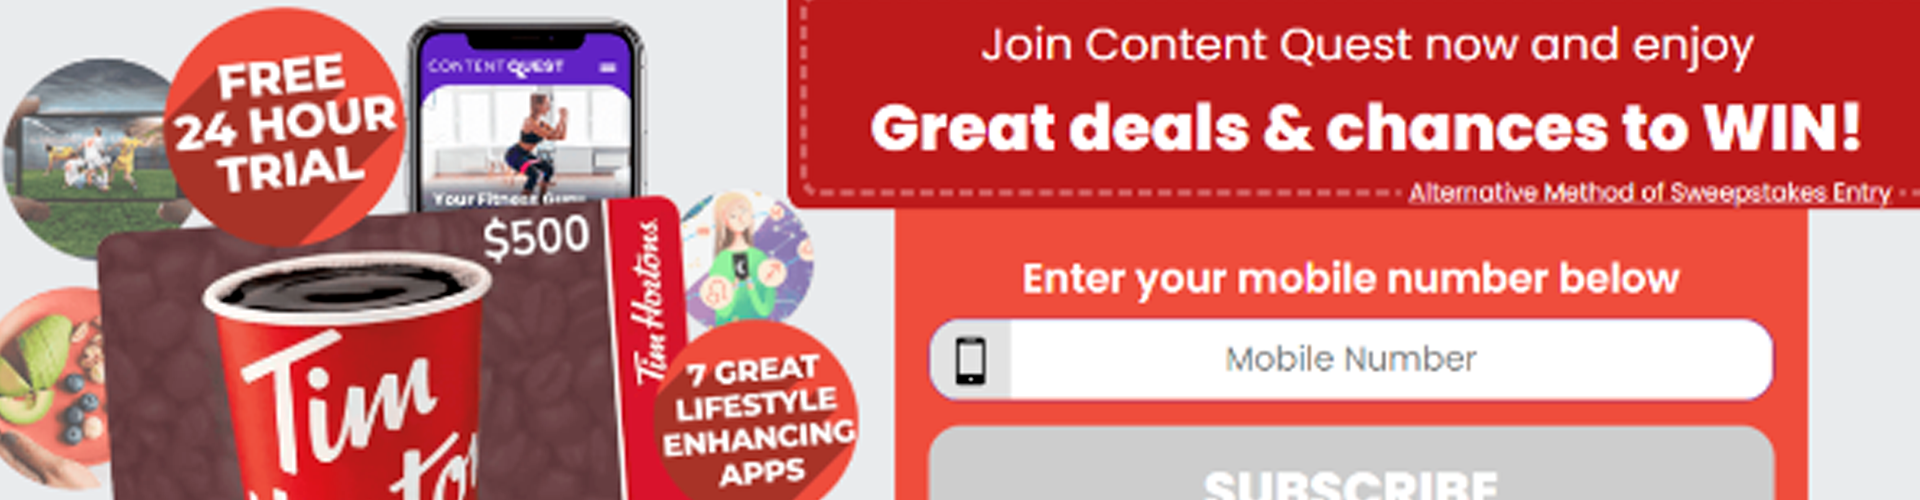 FREE
24 HOUR
TRIAL
CONTENT QUEST
Your Fitness
$500
Tim Hortons
Tim
7 GREAT
LIFESTYLE
ENHANCING
APPS
Join Content Quest now and enjoy
Great deals & chances to WIN!
Alternative Method of Sweepstakes Entry
Enter your mobile number below
Mobile Number
SUBSCRIBE